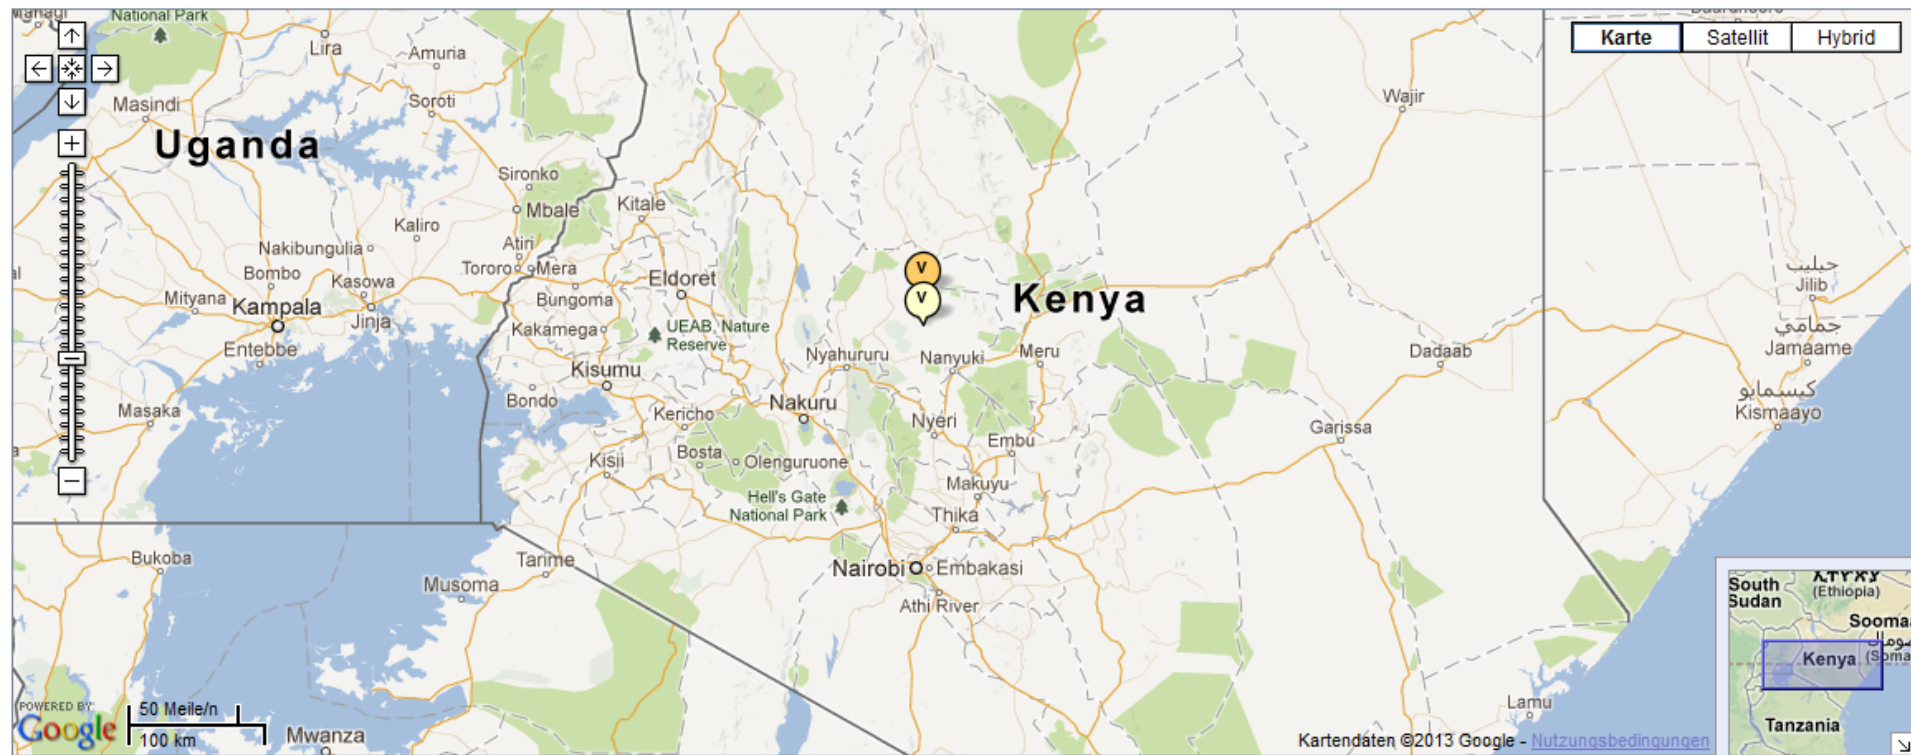 National Park
Lira
Amuria
Karte
Satellit
Hybrid
Masindi
Soroti
Wajir
Uganda
Sironko
Mbale
Kitale
Kaliro
Nakibungulia
Atiri
Bombo
Kasowa
Tororo
Mera
Eldoret
V
V
Kenya
جيليب
Jilib
Mityana
Kampala
Jinja
Bungoma
Kakamega
UEAB, Nature
Reserve
جمامي
Jamaame
Entebbe
Nyahururu
Nanyuki
Meru
Dadaab
Kisumu
كيسمايو
Kismaayo
Masaka
Bondo
Kericho
Nakuru
Nyeri
Garissa
Embu
Kisii
Bosta
Olenguruone
Makuyu
Hell's Gate
National Park
Thika
Bukoba
Tarime
Nairobi
Embakasi
Musoma
Athi River
South
Sudan
(Ethiopia)
Kenya
Tanzania
Lamu
POWERED BY
Google
50 Meile/n
100 km
Mwanza
Kartendaten ©2013 Google - Nutzungsbedingungen